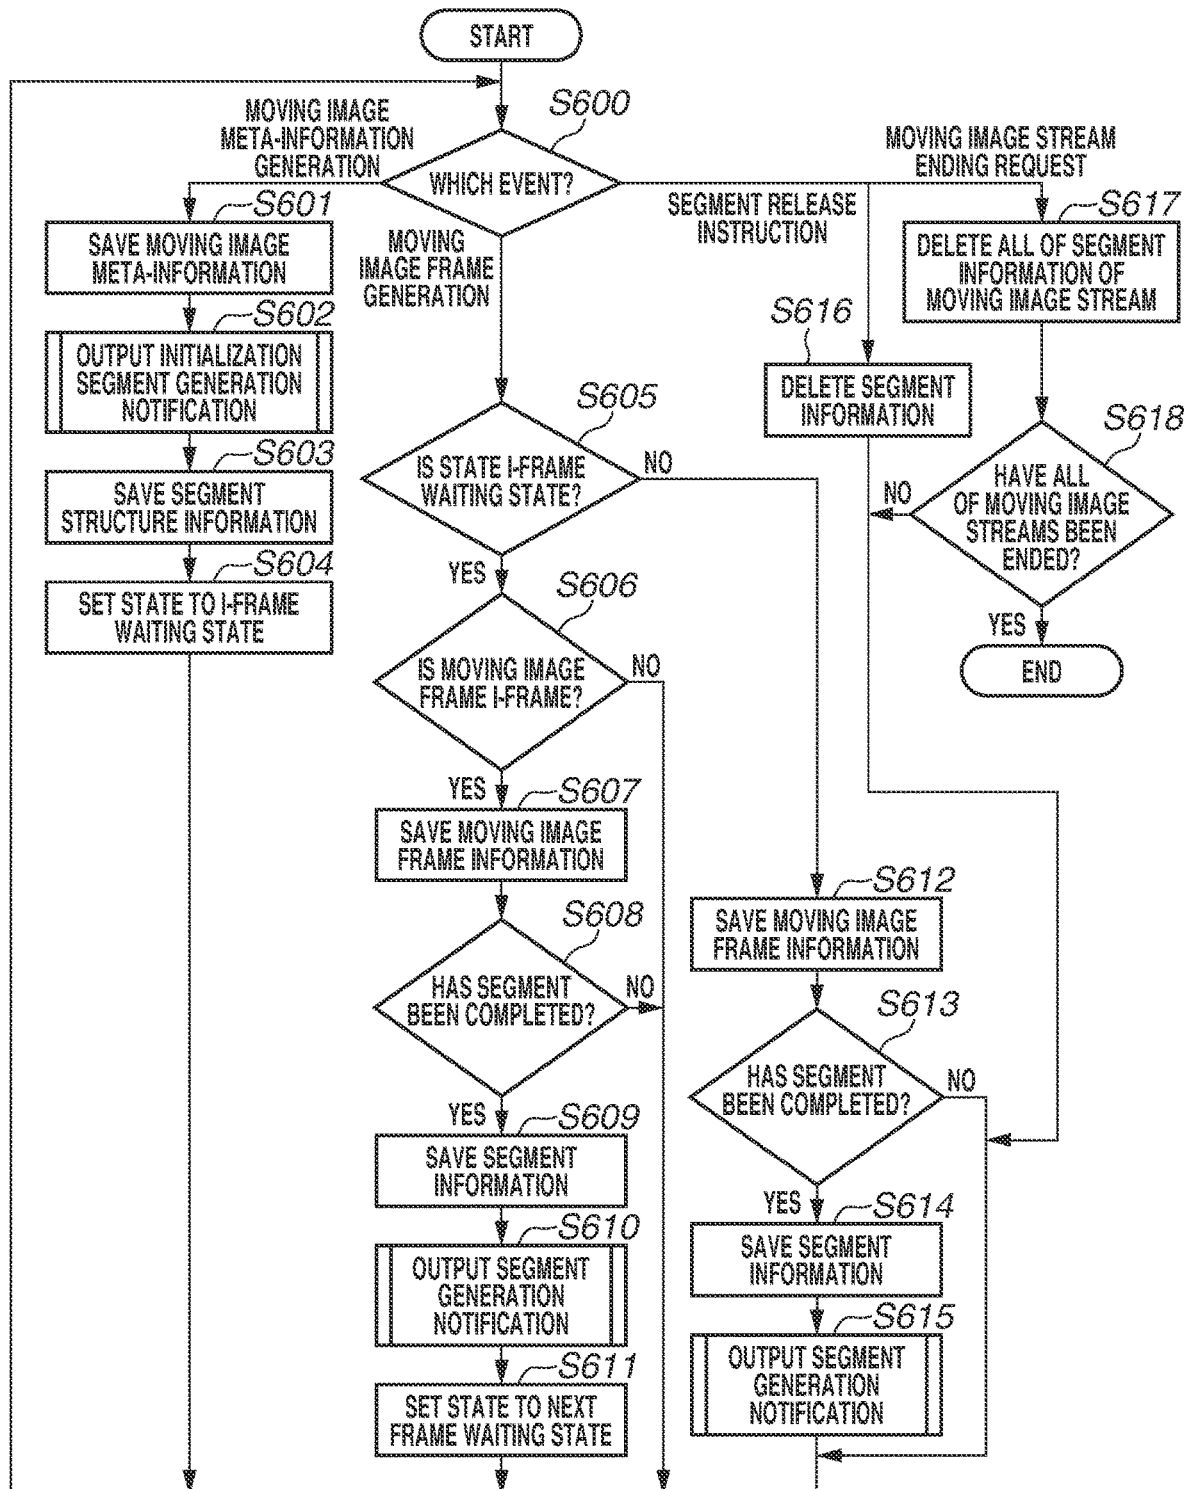 START
S600
MOVING IMAGE
META-INFORMATION
GENERATION
WHICH EVENT?
MOVING IMAGE STREAM
ENDING REQUEST
SEGMENT RELEASE
INSTRUCTION
MOVING
IMAGE FRAME
GENERATION
S601
SAVE MOVING IMAGE
META-INFORMATION
S602
OUTPUT INITIALIZATION
SEGMENT GENERATION
NOTIFICATION
S603
SAVE SEGMENT
STRUCTURE INFORMATION
S604
SET STATE TO I-FRAME
WAITING STATE
S605
IS STATE I-FRAME
WAITING STATE?
NO
YES
S606
IS MOVING IMAGE
FRAME I-FRAME?
NO
YES
S607
SAVE MOVING IMAGE
FRAME INFORMATION
S608
HAS SEGMENT
BEEN COMPLETED?
NO
YES
S609
SAVE SEGMENT
INFORMATION
S610
OUTPUT SEGMENT
GENERATION
NOTIFICATION
S611
SET STATE TO NEXT
FRAME WAITING STATE
S612
SAVE MOVING IMAGE
FRAME INFORMATION
S613
HAS SEGMENT
BEEN COMPLETED?
NO
YES
S614
SAVE SEGMENT
INFORMATION
S615
OUTPUT SEGMENT
GENERATION
NOTIFICATION
S616
DELETE SEGMENT
INFORMATION
S617
DELETE ALL OF SEGMENT
INFORMATION OF
MOVING IMAGE STREAM
S618
HAVE ALL
OF MOVING IMAGE
STREAMS BEEN
ENDED?
NO
YES
END